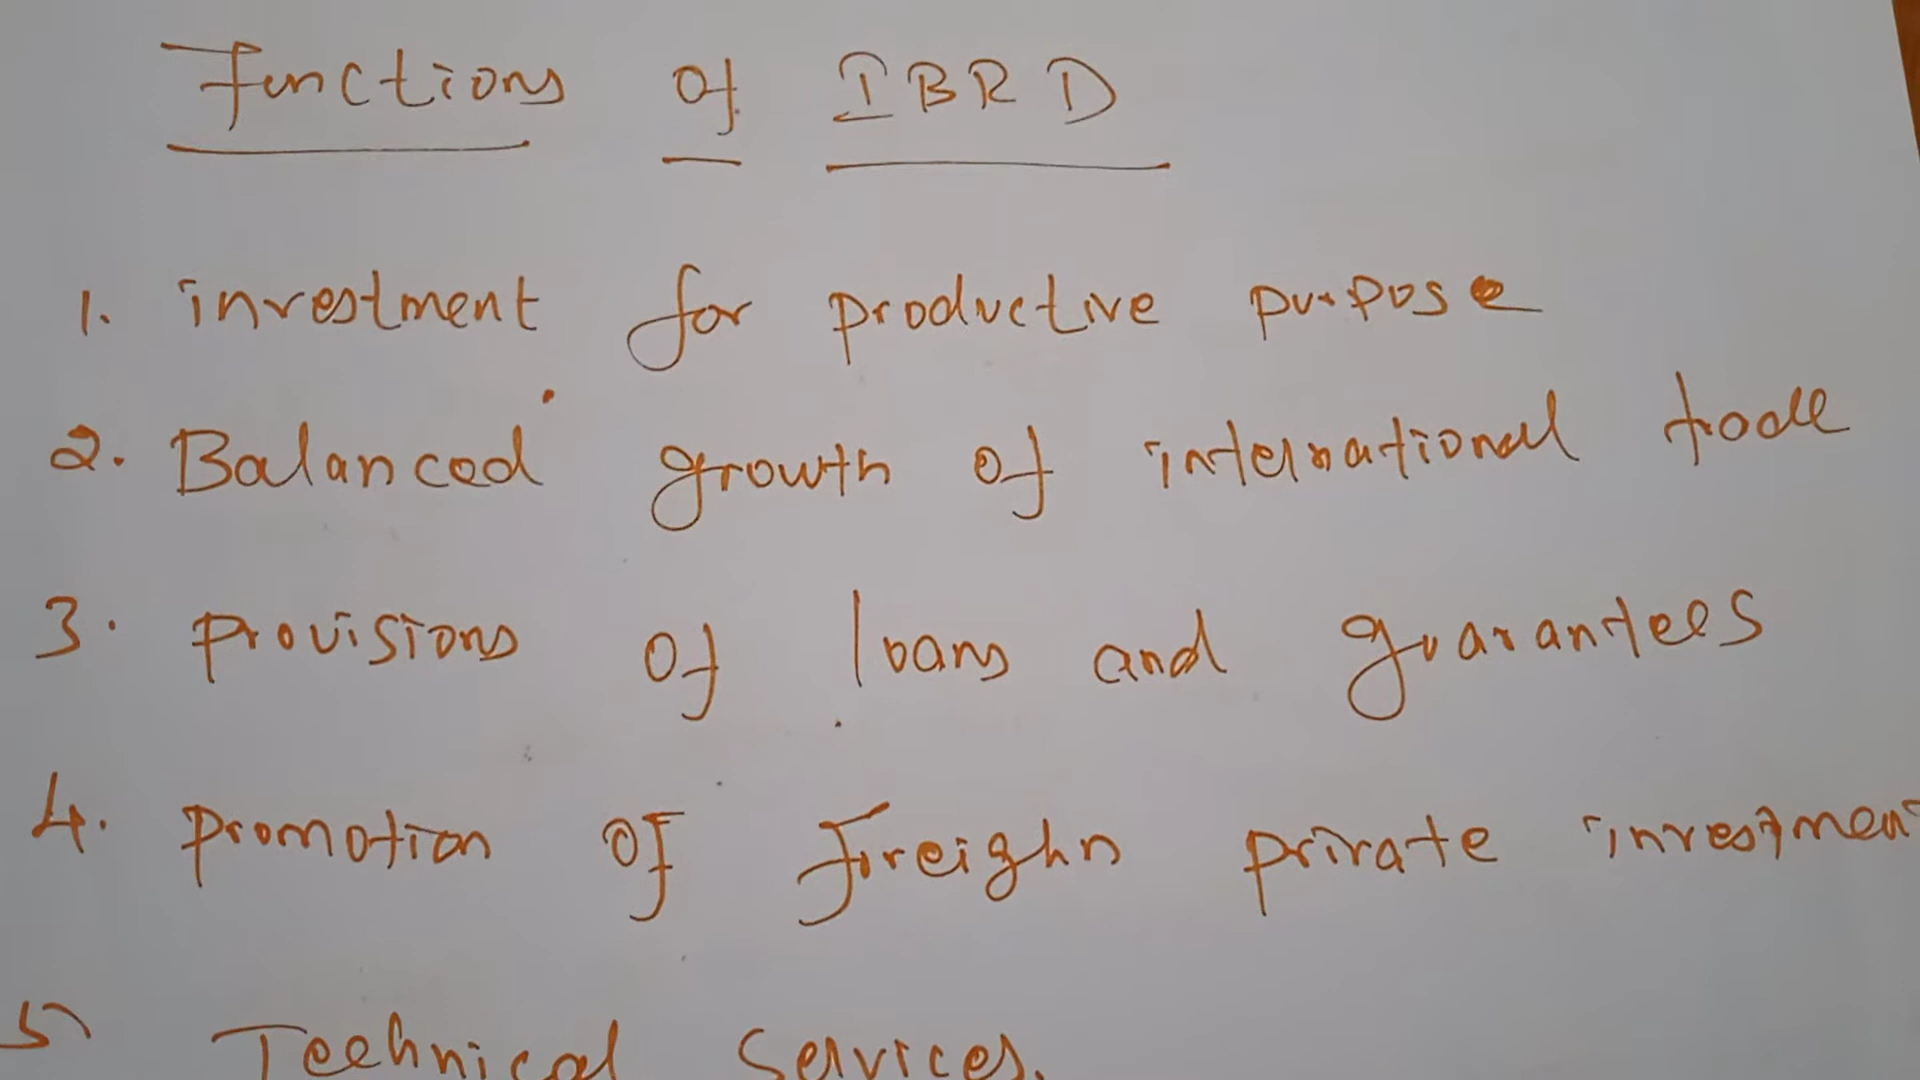 Functions of IBRD
1. investment for productive purpose
2. Balanced growth of international trade
3. provisions of loans and guarantees
4. promotion of foreighn private investment
5 Technical Services.